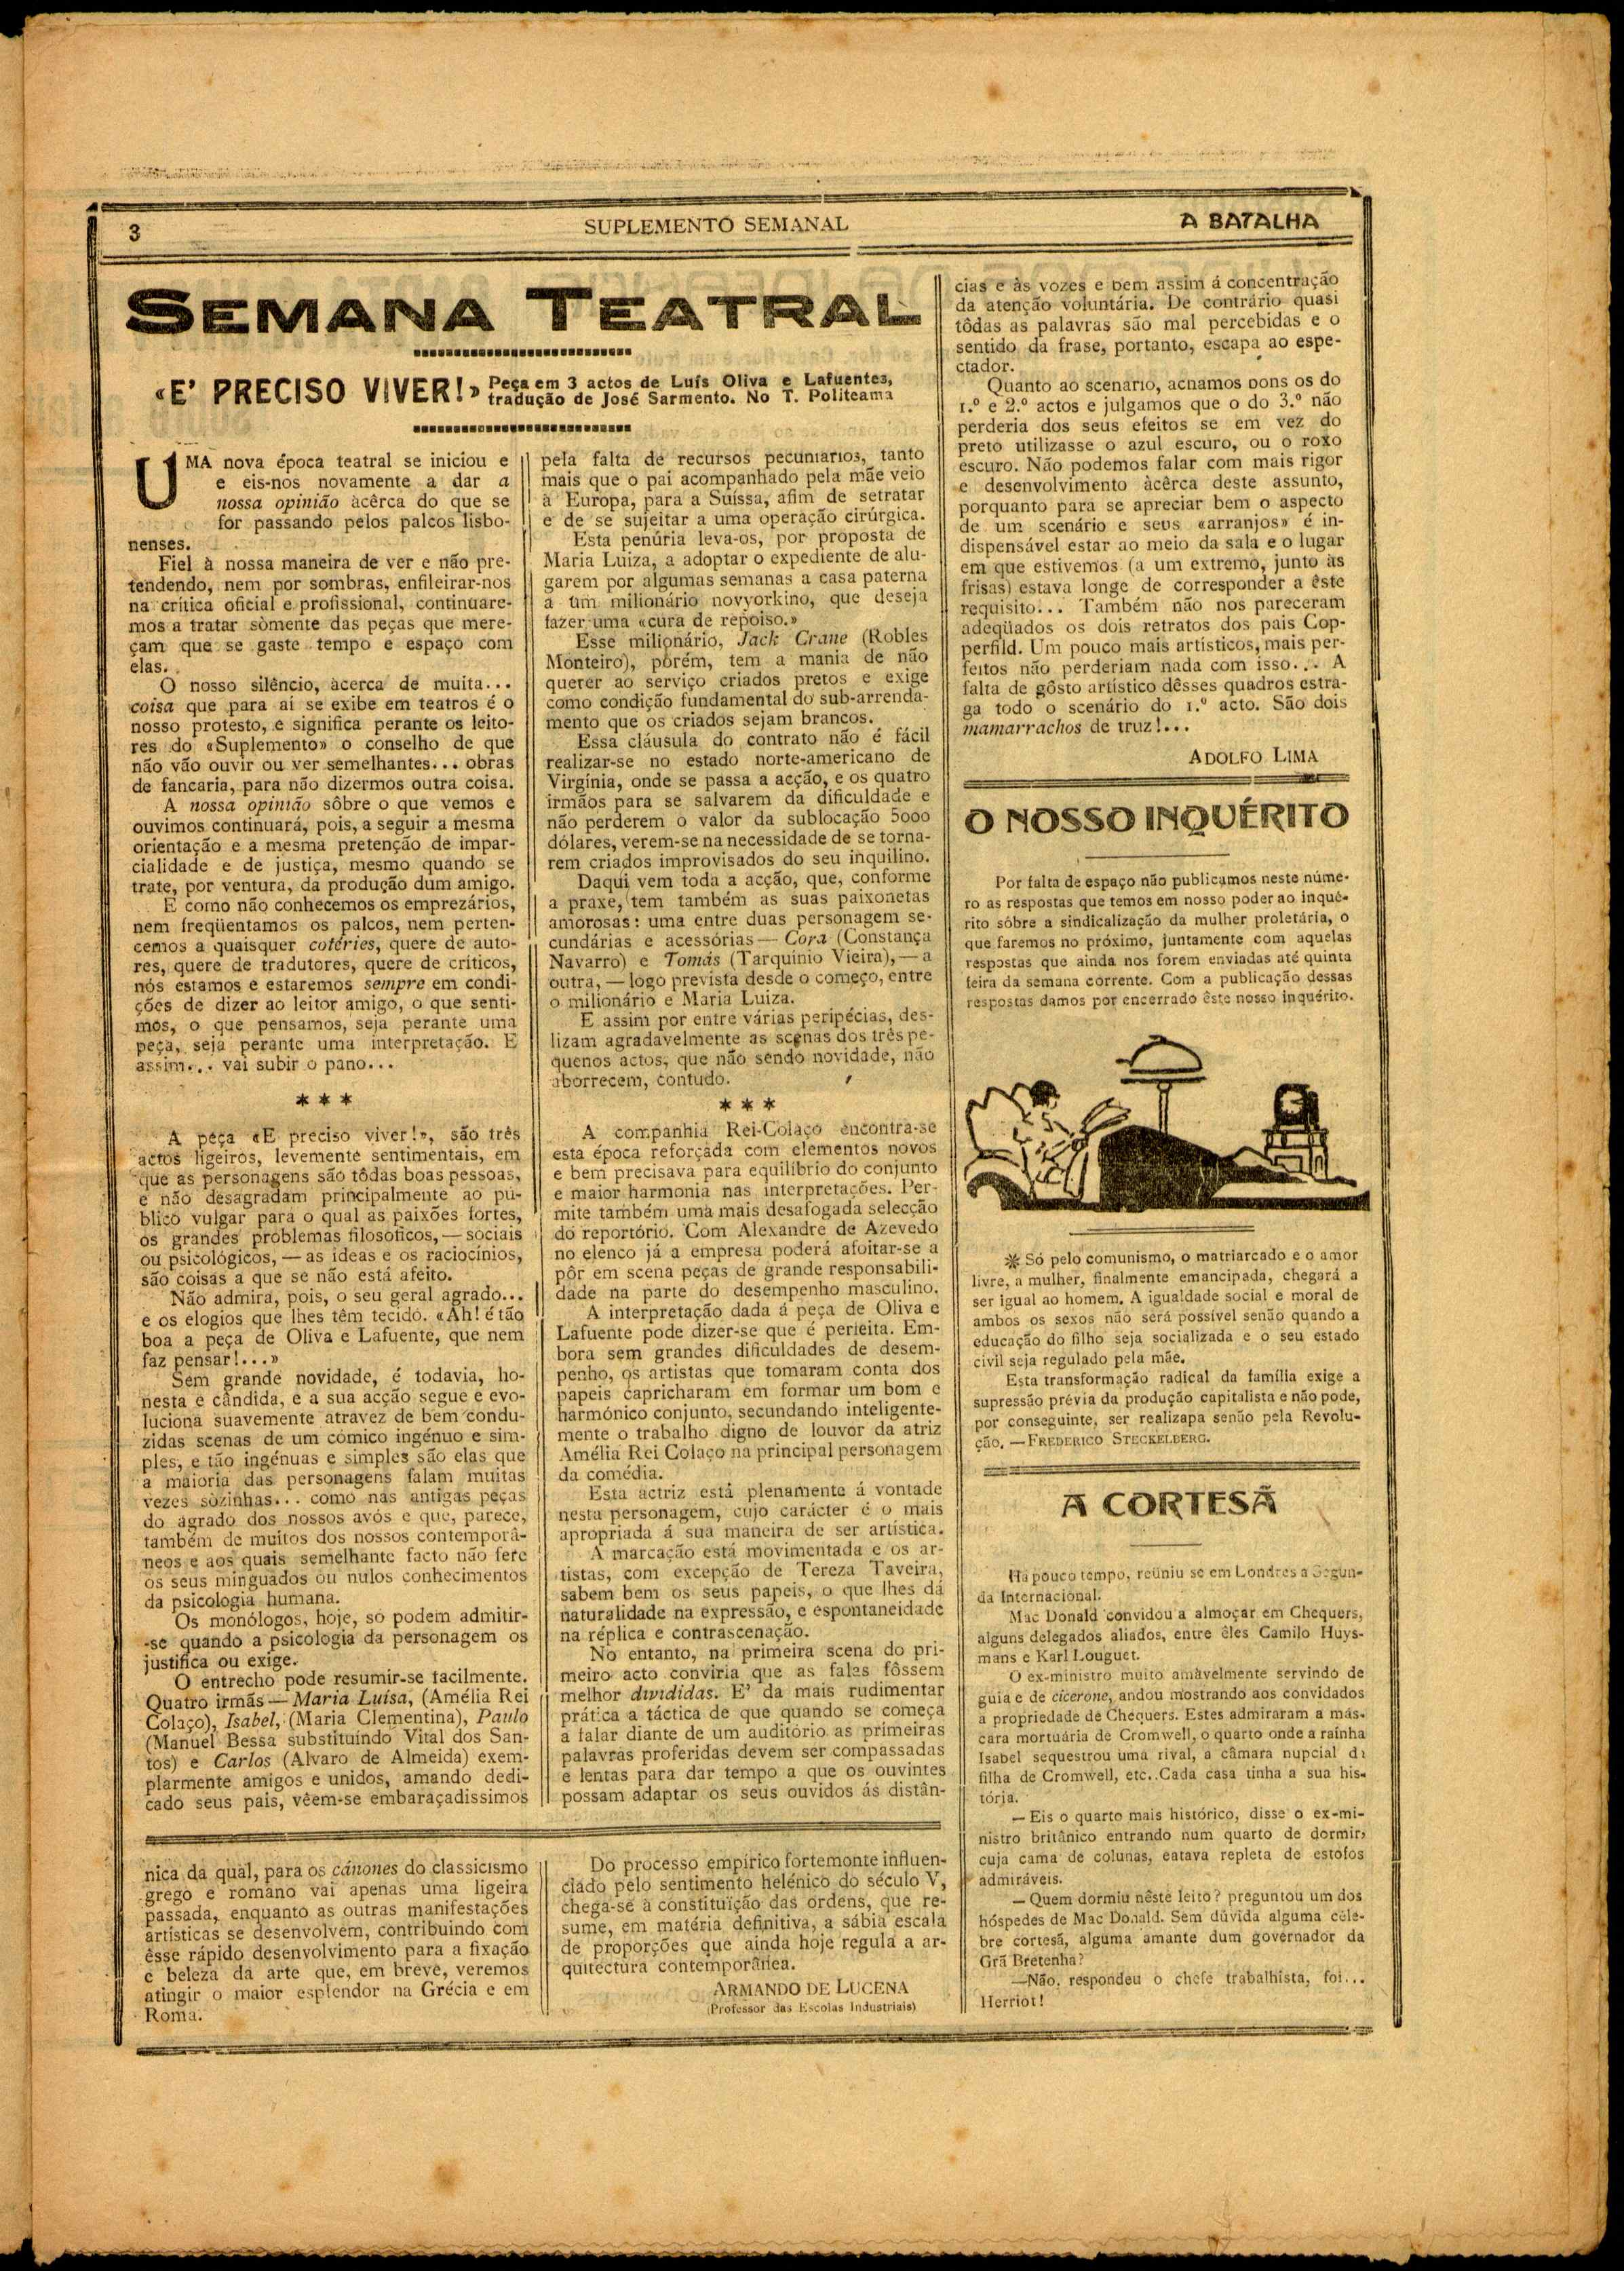 3
SUPLEMENTO SEMANAL
A BATALHA
SEMANA TEATRAL
«E' PRECISO VIVER!» Peça em 3 actos de Luís Oliva e Lafuentes,
tradução de José Sarmento. No T. Politeama
UMA nova época teatral se iniciou e
e eis-nos novamente a dar a
nossa opinião àcêrca do que se
fôr passando pelos palcos lisbo-
nenses.
Fiel à nossa maneira de ver e não pre-
tendendo, nem por sombras, enfileirar-nos
na crítica oficial e profissional, continuare-
mos a tratar sòmente das peças que mere-
çam que se gaste tempo e espaço com
elas.
O nosso silêncio, àcerca de muita...
coisa que para aí se exibe em teatros é o
nosso protesto, e significa perante os leito-
res do «Suplemento» o conselho de que
não vão ouvir ou ver semelhantes... obras
de fancaria, para não dizermos outra coisa.
A nossa opinião sôbre o que vemos e
ouvimos continuará, pois, a seguir a mesma
orientação e a mesma pretenção de impar-
cialidade e de justiça, mesmo quando se
trate, por ventura, da produção dum amigo.
E como não conhecemos os emprezários,
nem freqüentamos os palcos, nem perten-
cemos a quaisquer cotéries, quere de auto-
res, quere de tradutores, quere de críticos,
nós estamos e estaremos sempre em condi-
ções de dizer ao leitor amigo, o que senti-
mos, o que pensamos, seja perante uma
peça, seja perante uma interpretação. E
assim... vai subir o pano...
* * *
A peça «E preciso viver!», são três
actos ligeiros, levemente sentimentais, em
que as personagens são tôdas boas pessoas,
e não desagradam principalmente ao pú-
blico vulgar para o qual as paixões fortes,
os grandes problemas filosóficos, — sociais
ou psicológicos, — as ideas e os raciocínios,
são coisas a que se não está afeito.
Não admira, pois, o seu geral agrado...
e os elogios que lhes têm tecido. «Ah! é tão
boa a peça de Oliva e Lafuente, que nem
faz pensar!...»
Sem grande novidade, é todavia, ho-
nesta e cândida, e a sua acção segue e evo-
luciona suavemente atravez de bem condu-
zidas scenas de um cómico ingénuo e sim-
ples, e tão ingénuas e simples são elas que
a maioria das personagens falam muitas
vezes sòzinhas... como nas antigas peças
do agrado dos nossos avós e que, parece,
também de muitos dos nossos contemporâ-
neos e aos quais semelhante facto não fere
os seus minguados ou nulos conhecimentos
da psicologia humana.
Os monólogos, hoje, só podem admitir-
-se quando a psicologia da personagem os
justifica ou exige.
O entrecho pode resumir-se facilmente.
Quatro irmãs — Maria Luísa, (Amélia Rei
Colaço), Isabel, (Maria Clementina), Paulo
(Manuel Bessa substituindo Vital dos San-
tos) e Carlos (Alvaro de Almeida) exem-
plarmente amigos e unidos, amando dedi-
cado seus pais, vêem-se embaraçadíssimos
pela falta de recursos pecuniarios, tanto
mais que o pai acompanhado pela mãe veio
à Europa, para a Suissa, afim de setratar
e de se sujeitar a uma operação cirúrgica.
Esta penúria leva-os, por proposta de
Maria Luiza, a adoptar o expediente de alu-
garem por algumas semanas a casa paterna
a um milionário novyorkino, que deseja
fazer uma «cura de repoiso.»
Esse milionário, Jack Crane (Robles
Monteiro), porém, tem a mania de não
querer ao serviço criados pretos e exige
como condição fundamental do sub-arrenda-
mento que os criados sejam brancos.
Essa cláusula do contrato não é fácil
realizar-se no estado norte-americano de
Virgínia, onde se passa a acção, e os quatro
irmãos para se salvarem da dificuldade e
não perderem o valor da sublocação 5000
dólares, verem-se na necessidade de se torna-
rem criados improvisados do seu inquilino.
Daqui vem toda a acção, que, conforme
a praxe, tem também as suas paixonetas
amorosas: uma entre duas personagem se-
cundárias e acessórias — Cora (Constança
Navarro) e Tomás (Tarquinio Vieira), — a
outra, — logo prevista desde o começo, entre
o milionário e Maria Luiza.
E assim por entre várias peripécias, des-
lizam agradavelmente as scenas dos três pe-
quenos actos, que não sendo novidade, não
aborrecem, contudo.
* * *
A companhia Rei-Colaço encontra-se
esta época reforçada com elementos novos
e bem precisava para equilíbrio do conjunto
e maior harmonia nas interpretações. Per-
mite também uma mais desafogada selecção
do reportório. Com Alexandre de Azevedo
no elenco já a empresa poderá afoitar-se a
pôr em scena peças de grande responsabili-
dade na parte do desempenho masculino.
A interpretação dada á peça de Oliva e
Lafuente pode dizer-se que é perfeita. Em-
bora sem grandes dificuldades de desem-
penho, os artistas que tomaram conta dos
papeis capricharam em formar um bom e
harmónico conjunto, secundando inteligente-
mente o trabalho digno de louvor da atriz
Amélia Rei Colaço na principal personagem
da comédia.
Esta actriz está plenamente á vontade
nesta personagem, cujo carácter é o mais
apropriada á sua maneira de ser artística.
A marcação está movimentada e os ar-
tistas, com excepção de Tereza Taveira,
sabem bem os seus papeis, o que lhes dá
naturalidade na expressão, e espontaneidade
na réplica e contrascenação.
No entanto, na primeira scena do pri-
meiro acto conviria que as falas fôssem
melhor divididas. E' da mais rudimentar
prática a táctica de que quando se começa
a falar diante de um auditório as primeiras
palavras proferidas devem ser compassadas
e lentas para dar tempo a que os ouvintes
possam adaptar os seus ouvidos ás distân-
cias e às vozes e bem assim á concentração
da atenção voluntária. De contrário quasi
tôdas as palavras são mal percebidas e o
sentido da frase, portanto, escapa ao espe-
ctador.
Quanto ao scenario, achamos bons os do
1.º e 2.º actos e julgamos que o do 3.º não
perderia dos seus efeitos se em vez do
preto utilizasse o azul escuro, ou o roxo
escuro. Não podemos falar com mais rigor
e desenvolvimento àcêrca deste assunto,
porquanto para se apreciar bem o aspecto
de um scenário e seus «arranjos» é in-
dispensável estar ao meio da sala e o lugar
em que estivemos (a um extremo, junto às
frisas) estava longe de corresponder a êste
requisito... Também não nos pareceram
adeqüados os dois retratos dos pais Cop-
perfild. Um pouco mais artísticos, mais per-
feitos não perderiam nada com isso... A
falta de gôsto artístico dêsses quadros estra-
ga todo o scenário do 1.º acto. São dois
mamarrachos de truz!...
ADOLFO LIMA
O NOSSO INQUÉRITO
Por falta de espaço não publicamos neste núme-
ro as respostas que temos em nosso poder ao inqué-
rito sôbre a sindicalização da mulher proletária, o
que faremos no próximo, juntamente com aquelas
respostas que ainda nos forem enviadas até quinta
feira da semana corrente. Com a publicação dessas
respostas damos por encerrado êste nosso inquérito.
* Só pelo comunismo, o matriarcado e o amor
livre, a mulher, finalmente emancipada, chegará a
ser igual ao homem. A igualdade social e moral de
ambos os sexos não será possível senão quando a
educação do filho seja socializada e o seu estado
civil seja regulado pela mãe.
Esta transformação radical da família exige a
supressão prévia da produção capitalista e não pode,
por conseguinte, ser realizapa senão pela Revolu-
ção. — FREDERICO STECKELBERG.
A CORTESÃ
Há pouco tempo, reüniu se em Londres a Segun-
da Internacional.
Mac Donald convidou a almoçar em Chequers,
alguns delegados aliados, entre êles Camilo Huys-
mans e Karl Louguet.
O ex-ministro muito amàvelmente servindo de
guia e de cicerone, andou mostrando aos convidados
a propriedade de Chequers. Estes admiraram a más-
cara mortuária de Cromwell, o quarto onde a raínha
Isabel sequestrou uma rival, a câmara nupcial da
filha de Cromwell, etc..Cada casa tinha a sua his-
tória.
— Eis o quarto mais histórico, disse o ex-mi-
nistro britânico entrando num quarto de dormir,
cuja cama de colunas, eatava repleta de estofos
admiráveis.
— Quem dormiu nêste leito? preguntou um dos
hóspedes de Mac Donald. Sem dúvida alguma céle-
bre cortesã, alguma amante dum governador da
Grã Bretenha?
—Não, respondeu o chefe trabalhista, foi...
Herriot!
nica da qual, para os cánones do classicismo
grego e romano vai apenas uma ligeira
passada, enquanto as outras manifestações
artísticas se desenvolvem, contribuindo com
êsse rápido desenvolvimento para a fixação
e beleza da arte que, em breve, veremos
atingir o maior esplendor na Grécia e em
Roma.
Do processo empírico fortemonte influen-
ciado pelo sentimento helénico do século V,
chega-se à constituïção das ordens, que re-
sume, em matéria definitiva, a sábia escala
de proporções que ainda hoje regula a ar-
quitectura contemporânea.
ARMANDO DE LUCENA
(Professor das Escolas Industriais)